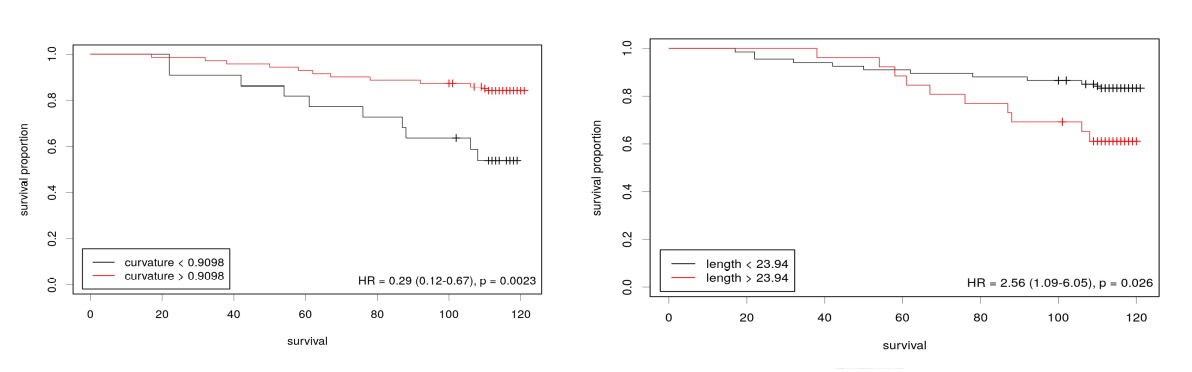 survival proportion
1.0
0.8
0.6
0.4
0.2
0.0
curvature < 0.9098
curvature > 0.9098
HR = 0.29 (0.12-0.67), p = 0.0023
0 20 40 60 80 100 120
survival
survival proportion
1.0
0.8
0.6
0.4
0.2
0.0
length < 23.94
length > 23.94
HR = 2.56 (1.09-6.05), p = 0.026
0 20 40 60 80 100 120
survival